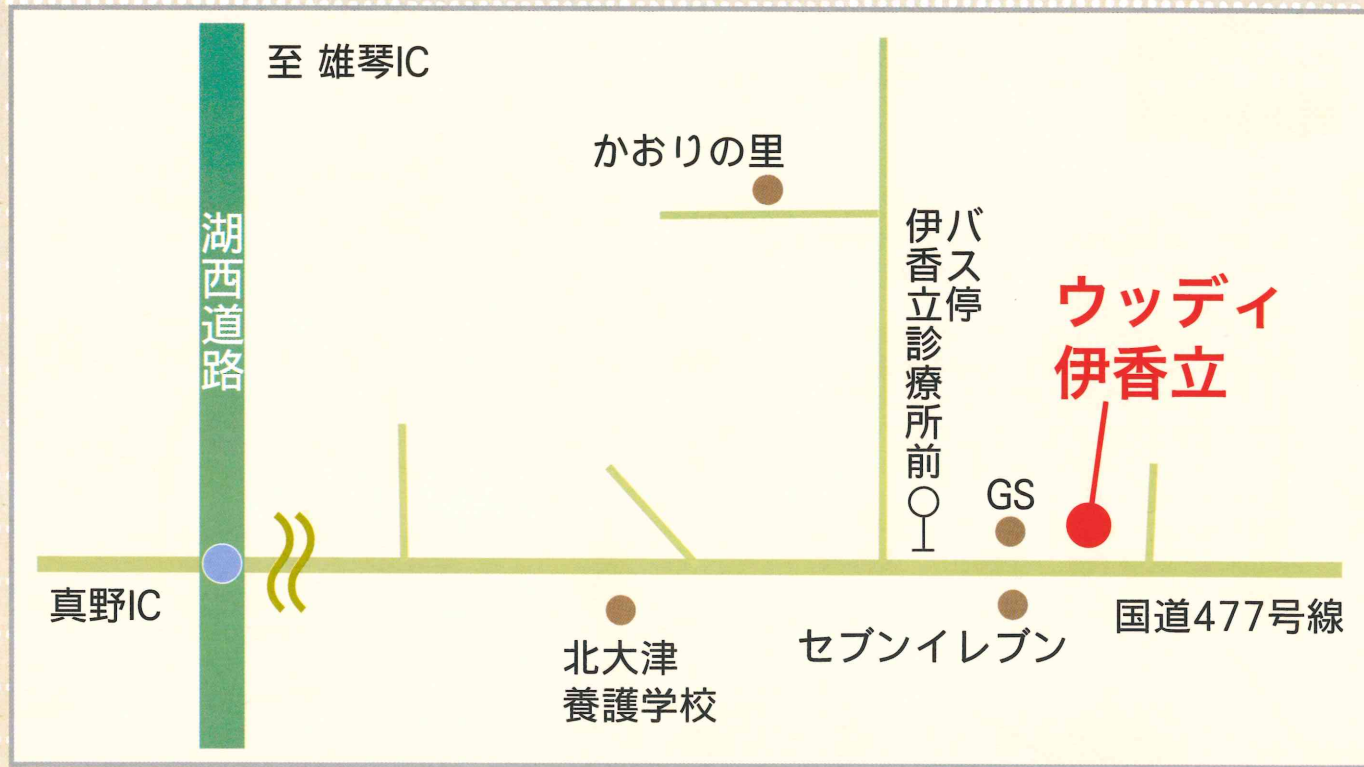 至 雄琴IC
湖西道路
かおりの里
バス停
伊香立診療所前
ウッディ
伊香立
GS
真野IC
北大津
養護学校
セブンイレブン
国道477号線